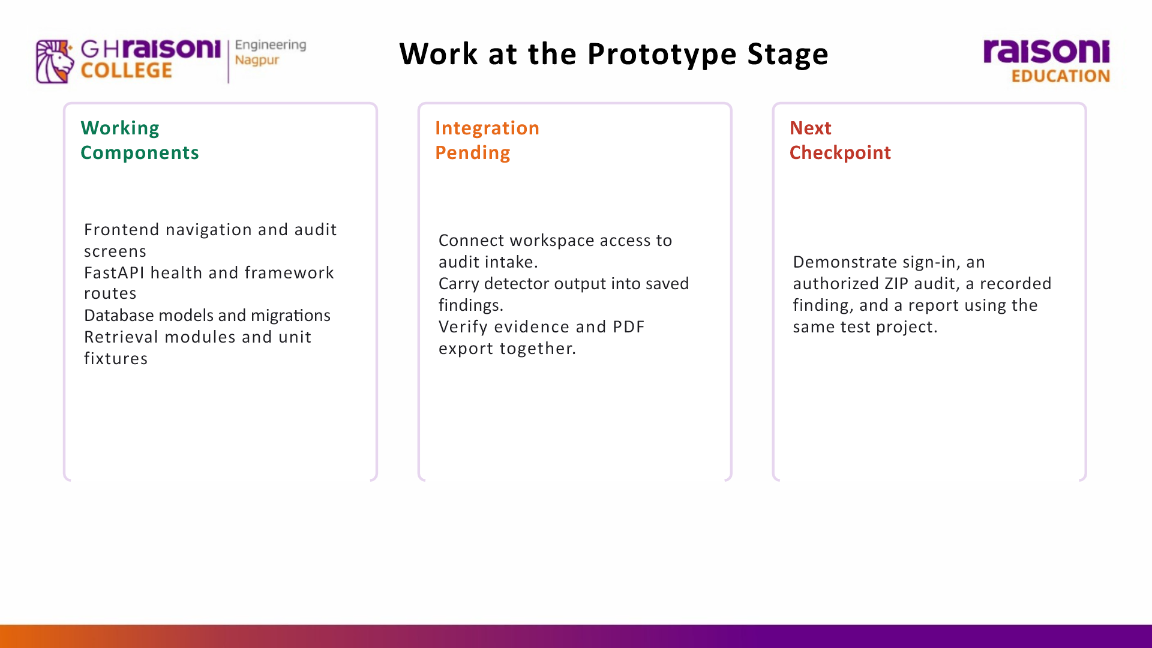 GHraisoni
COLLEGE
Engineering
Nagpur
Work at the Prototype Stage
raisoni
EDUCATION
Working
Components
Frontend navigation and audit
screens
FastAPI health and framework
routes
Database models and migrations
Retrieval modules and unit
fixtures
Integration
Pending
Connect workspace access to
audit intake.
Carry detector output into saved
findings.
Verify evidence and PDF
export together.
Next
Checkpoint
Demonstrate sign-in, an
authorized ZIP audit, a recorded
finding, and a report using the
same test project.